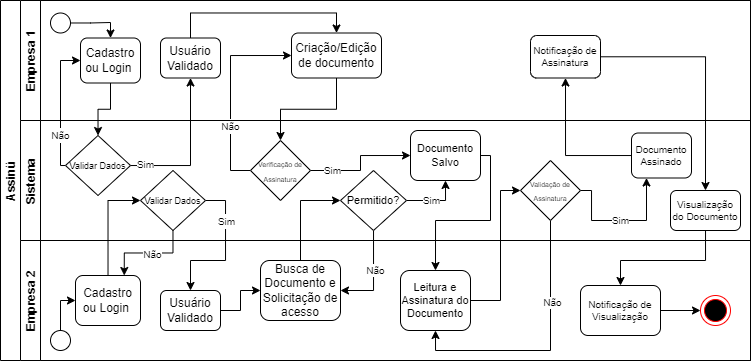 Assinü
Empresa 1
Cadastro
ou Login
Usuário
Validado
Criação/Edição
de documento
Notificação de
Assinatura
Não
Não
Sistema
Validar Dados
Sim
Verificação de
Assinatura
Sim
Documento
Salvo
Documento
Assinado
Validar Dados
Sim
Permitido?
Sim
Validação de
Assinatura
Sim
Visualização
do Documento
Não
Não
Empresa 2
Cadastro
ou Login
Usuário
Validado
Busca de
Documento e
Solicitação de
acesso
Leitura e
Assinatura do
Documento
Não
Notificação de
Visualização